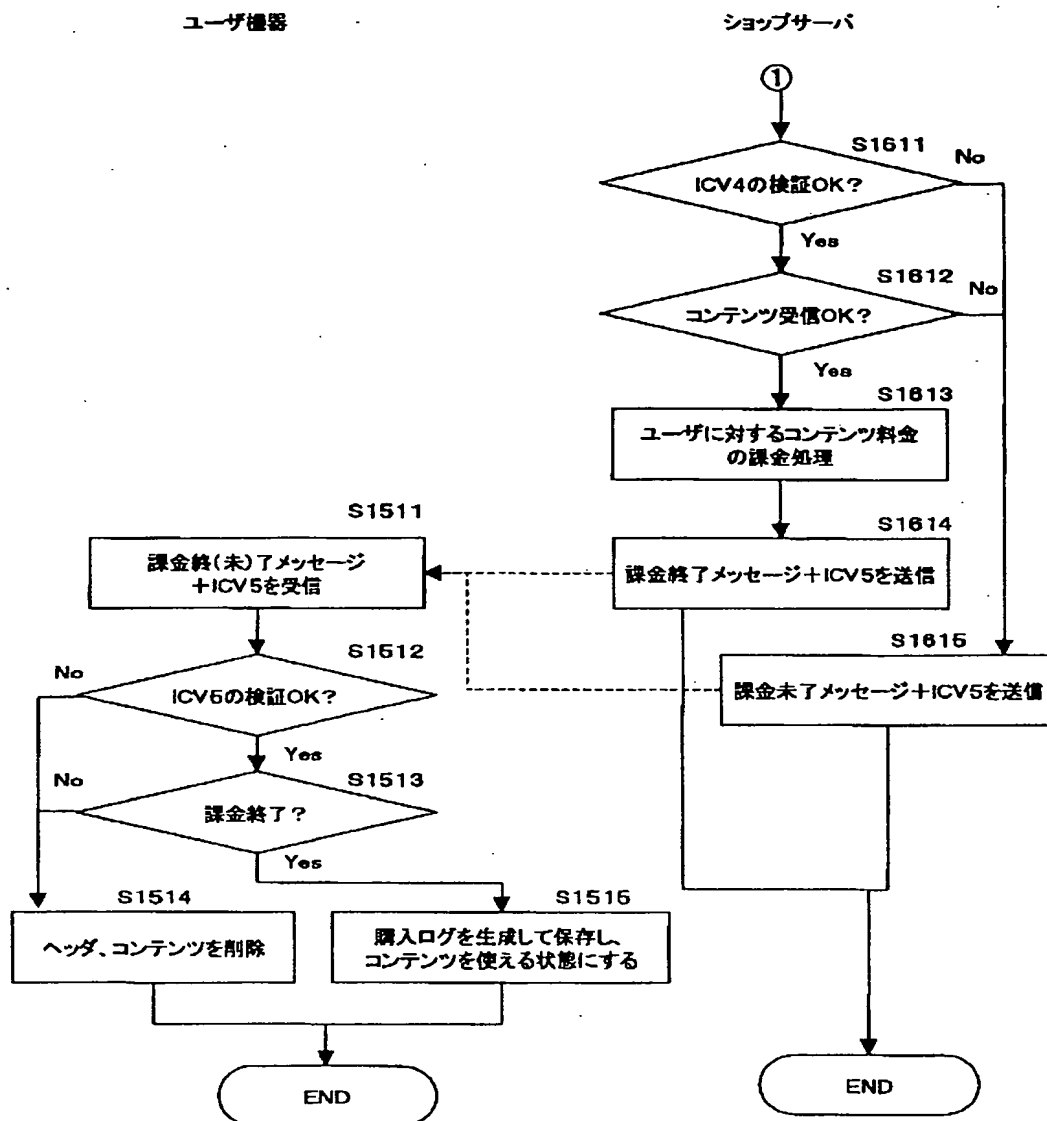 ユーザ機器
ショップサーバ
①
S1611
ICV4の検証OK?
No
Yes
S1612
コンテンツ受信OK?
No
Yes
S1613
ユーザに対するコンテンツ料金
の課金処理
S1614
課金終了メッセージ+ICV5を送信
S1615
課金未了メッセージ+ICV5を送信
END
S1511
課金終(未)了メッセージ
+ICV5を受信
S1512
ICV5の検証OK?
No
Yes
S1513
課金終了?
No
Yes
S1514
ヘッダ、コンテンツを削除
S1515
購入ログを生成して保存し、
コンテンツを使える状態にする
END